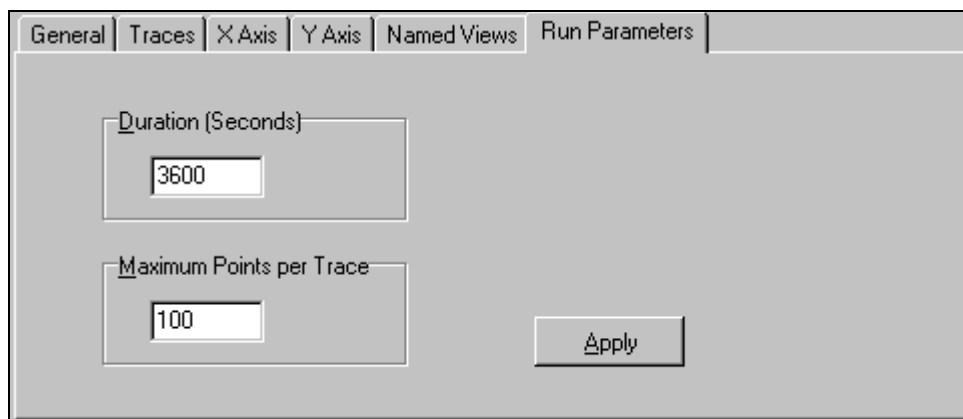 General Traces X Axis Y Axis Named Views Run Parameters
Duration (Seconds)
3600
Maximum Points per Trace
100
Apply